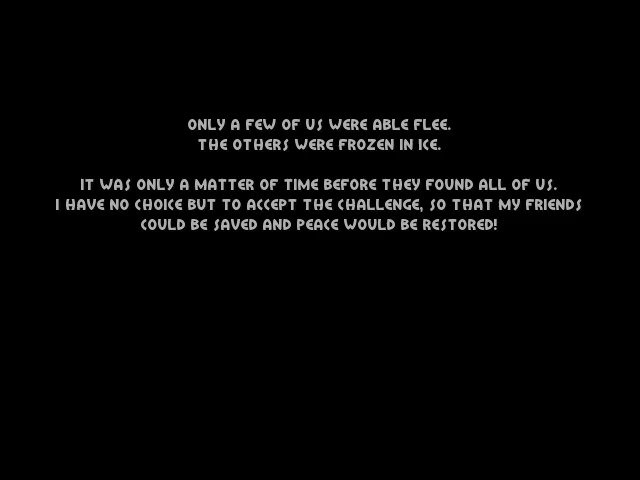 ONLY A FEW OF US WERE ABLE FLEE.
THE OTHERS WERE FROZEN IN ICE.
IT WAS ONLY A MATTER OF TIME BEFORE THEY FOUND ALL OF US.
I HAVE NO CHOICE BUT TO ACCEPT THE CHALLENGE, SO THAT MY FRIENDS
COULD BE SAVED AND PEACE WOULD BE RESTORED!